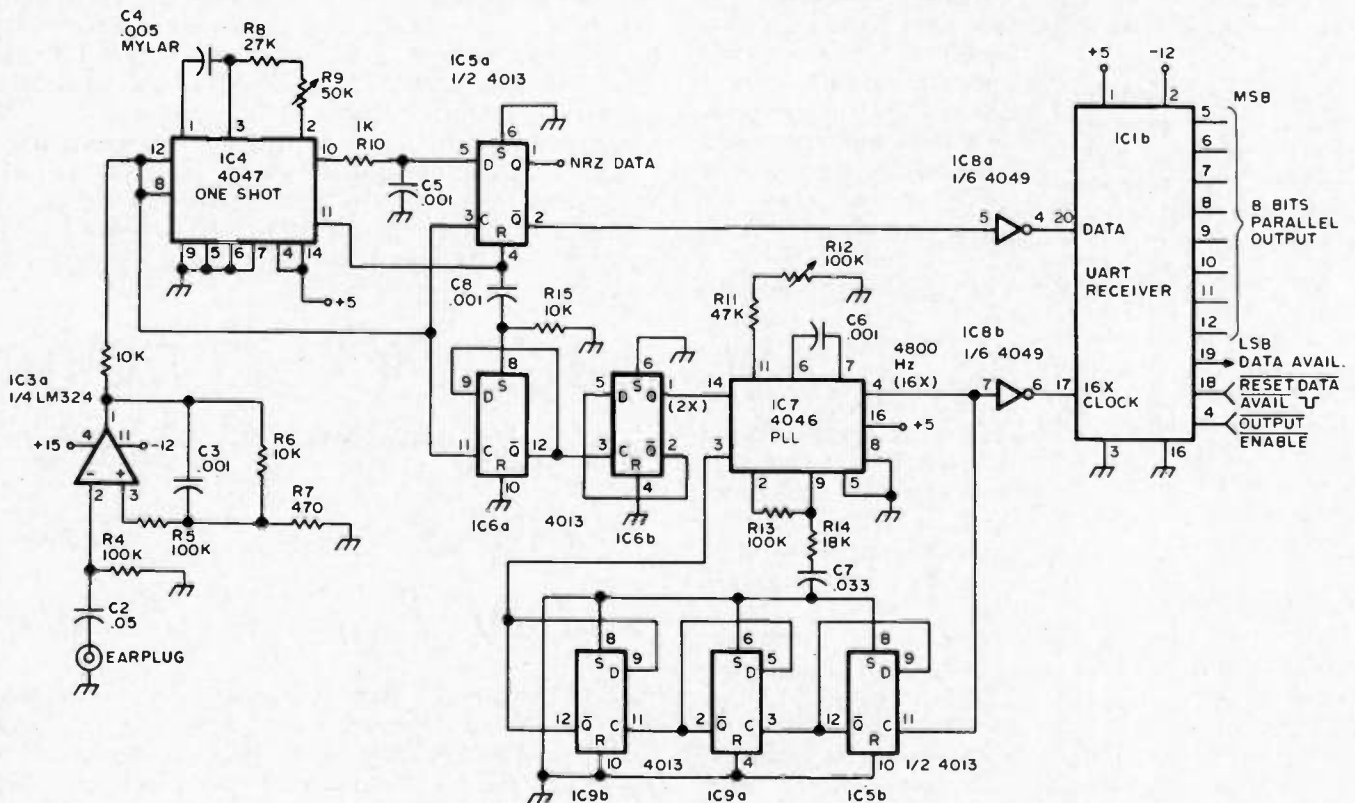 C4
.005
MYLAR
R8
27K
R9
50K
1
3
2
12
8
IC4
4047
ONE SHOT
10
11
9
5
6
7
4
14
+5
1K
R10
C5
.001
IC5a
1/2 4013
6
S
5
D
Q
1
NRZ DATA
3
C
Q̅
2
R
4
C8
.001
R15
10K
8
S
9
D
11
C
Q̅
12
R
10
IC6a
4013
6
S
5
D
Q
1
(2X)
3
C
Q̅
2
R
4
IC6b
10K
IC3a
1/4 LM324
1
+15
4
11
-12
-
+
2
3
C3
.001
R6
10K
R7
470
R5
100K
R4
100K
C2
.05
EARPLUG
R12
100K
R11
47K
C6
.001
11
6
7
14
3
IC7
4046
PLL
4
16
+5
8
2
9
5
4800
Hz
(16X)
R13
100K
R14
18K
C7
.033
IC8a
1/6 4049
5
4
20
IC8b
1/6 4049
7
6
17
+5
-12
1
2
IC1b
DATA
UART
RECEIVER
16X
CLOCK
3
16
MSB
5
6
7
8
9
10
11
12
8 BITS
PARALLEL
OUTPUT
LSB
19
DATA AVAIL.
18
RESET DATA
AVAIL
4
OUTPUT
ENABLE
8
S
D
9
12
Q̅
C
11
R
10
4013
IC9b
6
S
D
5
2
Q̅
C
3
R
4
IC9a
8
S
D
9
12
Q̅
C
11
R
10
1/2 4013
IC5b